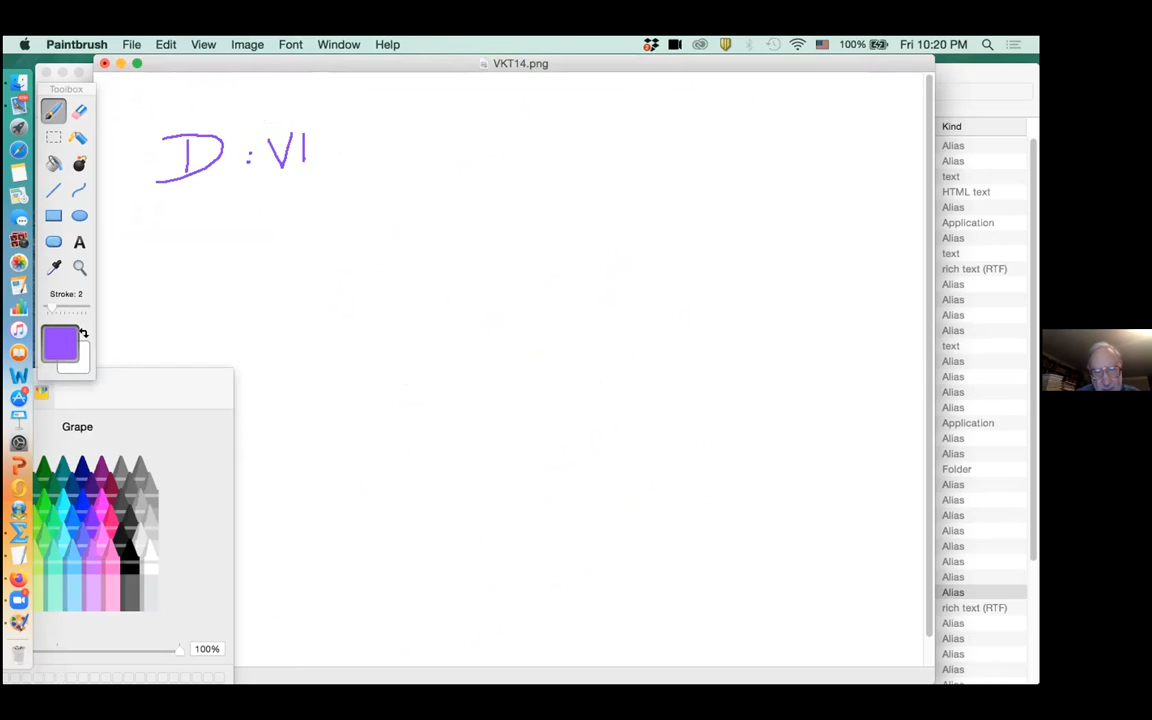 Paintbrush File Edit View Image Font Window Help 100% Fri 10:20 PM
VKT14.png
Toolbox
D : VI
Stroke: 2
Grape
100%
Kind
Alias
Alias
text
HTML text
Alias
Application
Alias
text
rich text (RTF)
Alias
Alias
Alias
Alias
text
Alias
Alias
Alias
Alias
Application
Alias
Alias
Folder
Alias
Alias
Alias
Alias
Alias
Alias
Alias
Alias
rich text (RTF)
Alias
Alias
Alias
Alias